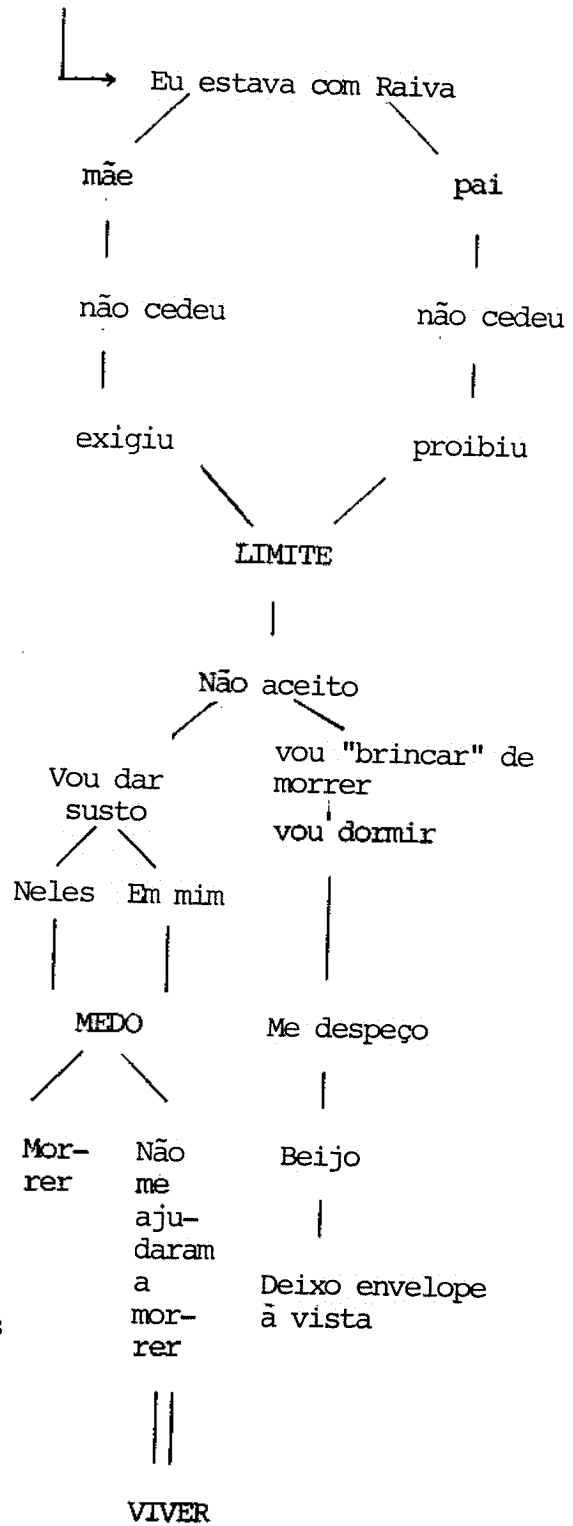 Eu estava com Raiva
mãe
pai
não cedeu
não cedeu
exigiu
proibiu
LIMITE
Não aceito
Vou dar
susto
vou "brincar" de
morrer
vou dormir
Neles
Em mim
MEDO
Me despeço
Mor-
rer
Não
me
aju-
daram
a
mor-
rer
Beijo
Deixo envelope
à vista
s
VIVER